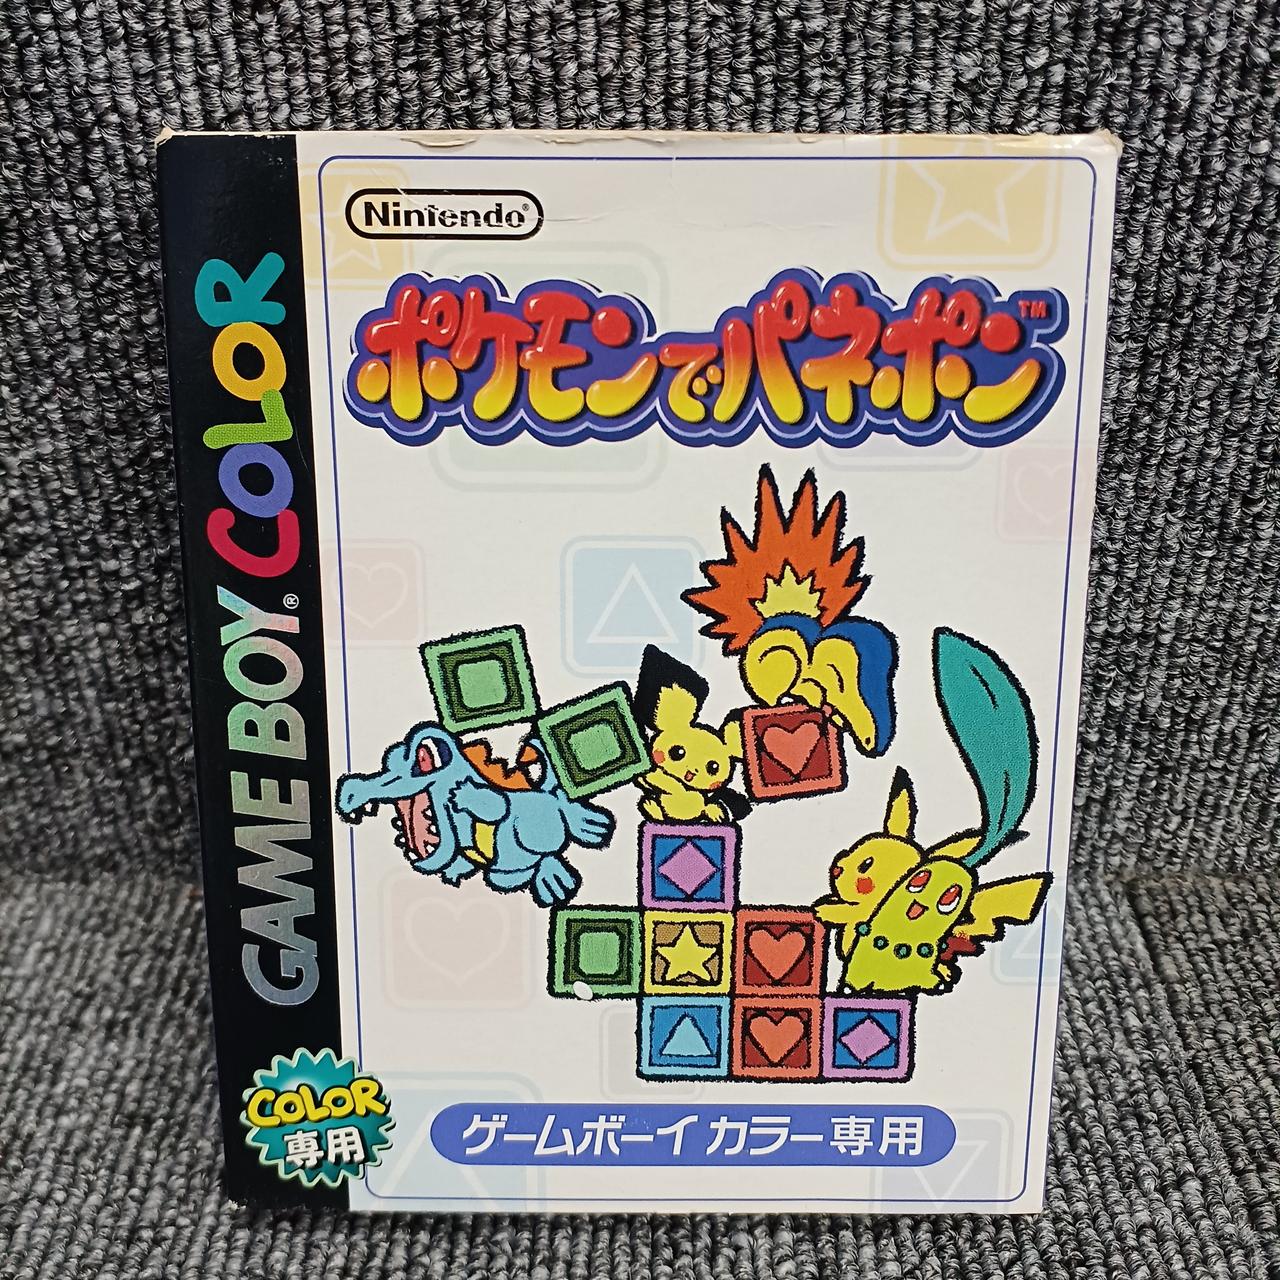 Nintendo®
ポケモンでパネポン™
GAME BOY® COLOR
COLOR
専用
ゲームボーイカラー専用